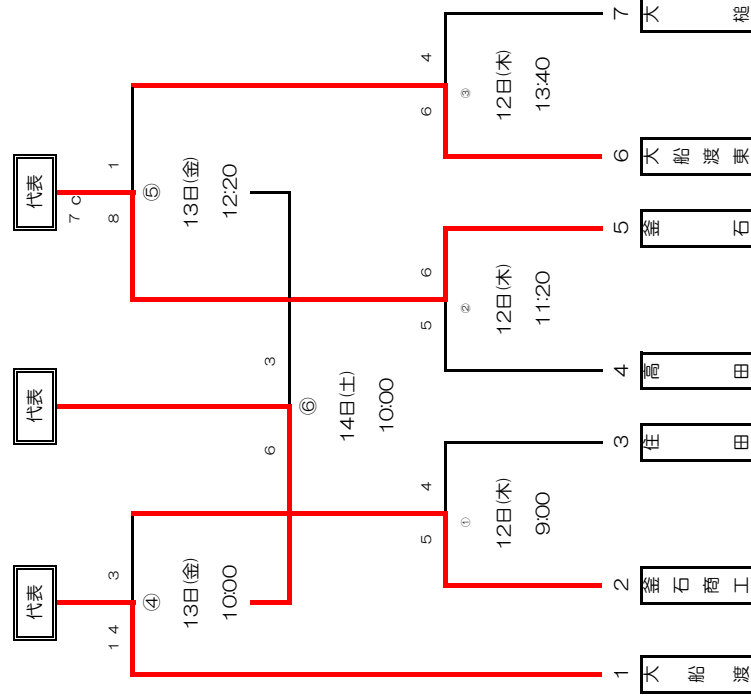 代表
代表
代表
7 c
14
3
8
1
④
13日(金)
10:00
⑤
13日(金)
12:20
6
3
⑥
14日(土)
10:00
5
4
①
12日(木)
9:00
5
6
②
12日(木)
11:20
6
4
③
12日(木)
13:40
1
2
3
4
5
6
7
大船渡
釜石商工
住田
高田
釜石
大船渡東
大槌